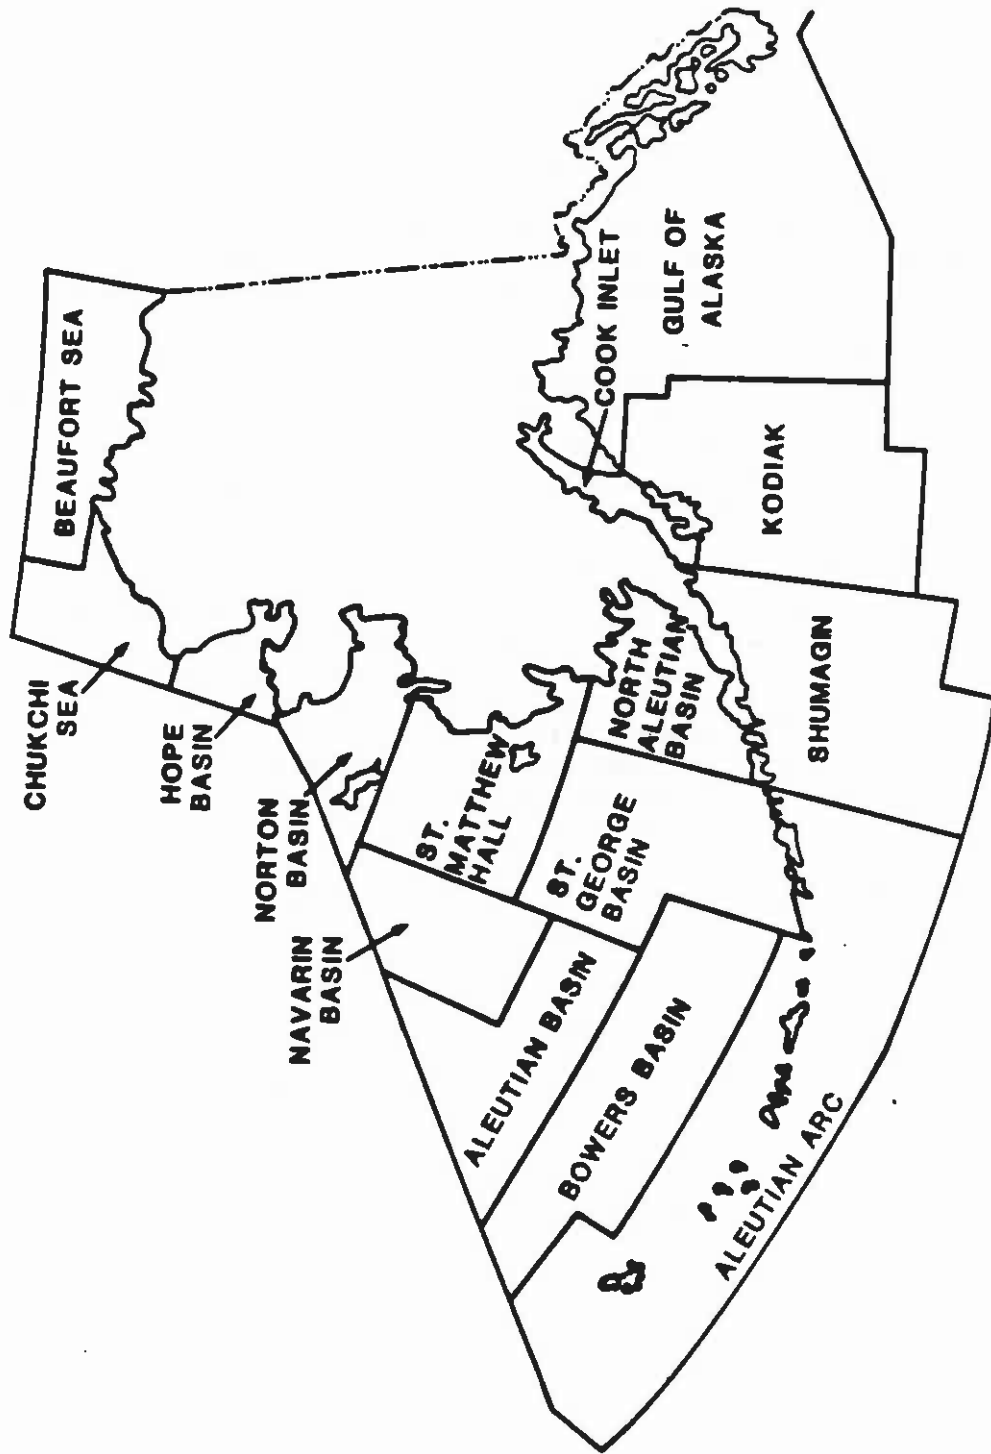 BEAUFORT SEA
CHUKCHI
SEA
HOPE
BASIN
NORTON
BASIN
NAVARIN
BASIN
ST.
MATTHEW
HALL
NORTH
ALEUTIAN
BASIN
ST.
GEORGE
BASIN
ALEUTIAN BASIN
BOWERS BASIN
ALEUTIAN ARC
SHUMAGIN
KODIAK
COOK INLET
GULF OF
ALASKA